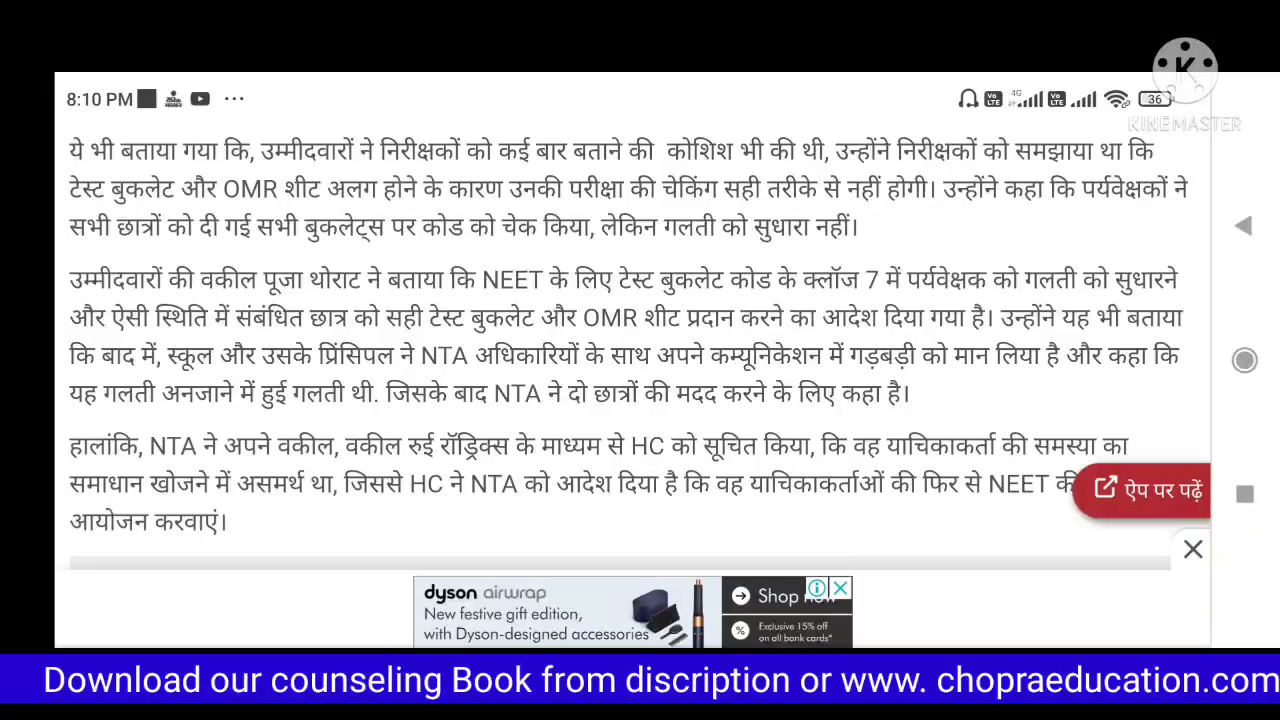 KINEMASTER
8:10 PM ...
4G
Vo LTE
Vo LTE
36
ये भी बताया गया कि, उम्मीदवारों ने निरीक्षकों को कई बार बताने की कोशिश भी की थी, उन्होंने निरीक्षकों को समझाया था कि
टेस्ट बुकलेट और OMR शीट अलग होने के कारण उनकी परीक्षा की चेकिंग सही तरीके से नहीं होगी। उन्होंने कहा कि पर्यवेक्षकों ने
सभी छात्रों को दी गई सभी बुकलेट्स पर कोड को चेक किया, लेकिन गलती को सुधारा नहीं।
उम्मीदवारों की वकील पूजा थोराट ने बताया कि NEET के लिए टेस्ट बुकलेट कोड के क्लॉज 7 में पर्यवेक्षक को गलती को सुधारने
और ऐसी स्थिति में संबंधित छात्र को सही टेस्ट बुकलेट और OMR शीट प्रदान करने का आदेश दिया गया है। उन्होंने यह भी बताया
कि बाद में, स्कूल और उसके प्रिंसिपल ने NTA अधिकारियों के साथ अपने कम्यूनिकेशन में गड़बड़ी को मान लिया है और कहा कि
यह गलती अनजाने में हुई गलती थी. जिसके बाद NTA ने दो छात्रों की मदद करने के लिए कहा है।
हालांकि, NTA ने अपने वकील, वकील रुई रॉड्रिक्स के माध्यम से HC को सूचित किया, कि वह याचिकाकर्ता की समस्या का
समाधान खोजने में असमर्थ था, जिससे HC ने NTA को आदेश दिया है कि वह याचिकाकर्ताओं की फिर से NEET की
आयोजन करवाएं।
ऐप पर पढ़ें
dyson airwrap
New festive gift edition,
with Dyson-designed accessories
Shop now
Exclusive 15% off
on all bank cards*
Download our counseling Book from discription or www. chopraeducation.com